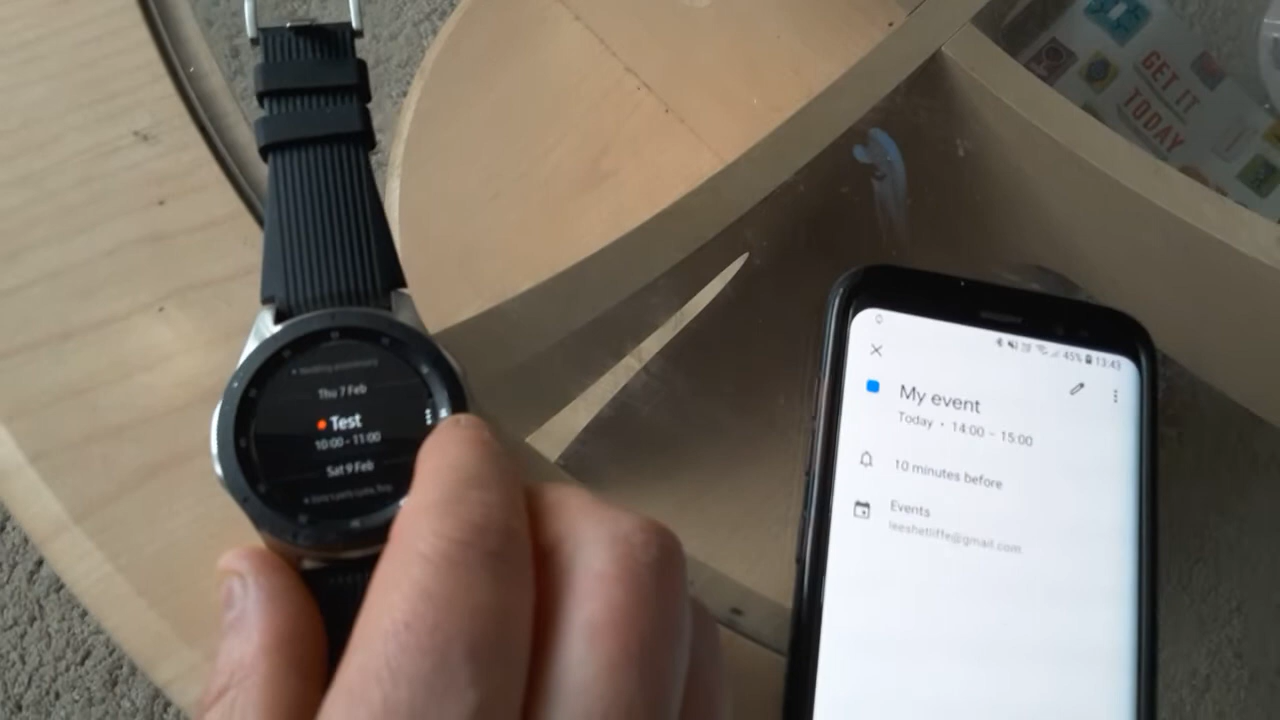 Thu 7 Feb
Test
10:00 - 11:00
Sat 9 Feb
45% 13:43
My event
Today • 14:00 – 15:00
10 minutes before
Events
leeshetliffe@gmail.com
GET IT
TODAY